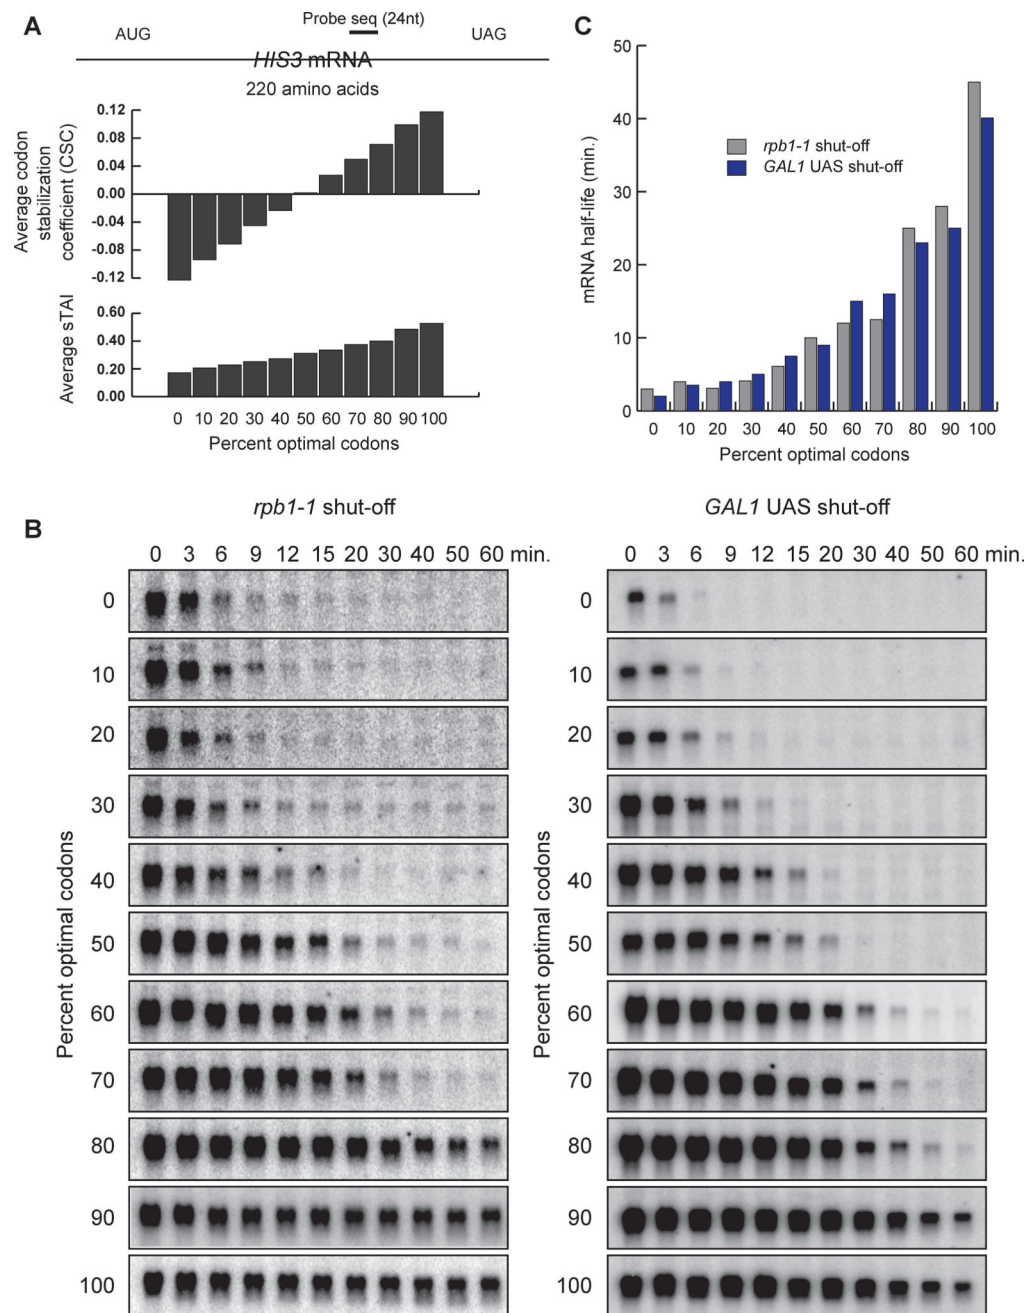 A
Probe seq (24nt)
AUG
UAG
HIS3 mRNA
220 amino acids
Average codon
stabilization
coefficient (CSC)
0.12
0.08
0.04
0.00
-0.04
-0.08
-0.12
Average sTAI
0.60
0.40
0.20
0.00
0 10 20 30 40 50 60 70 80 90 100
Percent optimal codons
C
mRNA half-life (min.)
50
40
30
20
10
0
rpb1-1 shut-off
GAL1 UAS shut-off
0 10 20 30 40 50 60 70 80 90 100
Percent optimal codons
B
rpb1-1 shut-off
0 3 6 9 12 15 20 30 40 50 60 min.
Percent optimal codons
0
10
20
30
40
50
60
70
80
90
100
GAL1 UAS shut-off
0 3 6 9 12 15 20 30 40 50 60 min.
Percent optimal codons
0
10
20
30
40
50
60
70
80
90
100